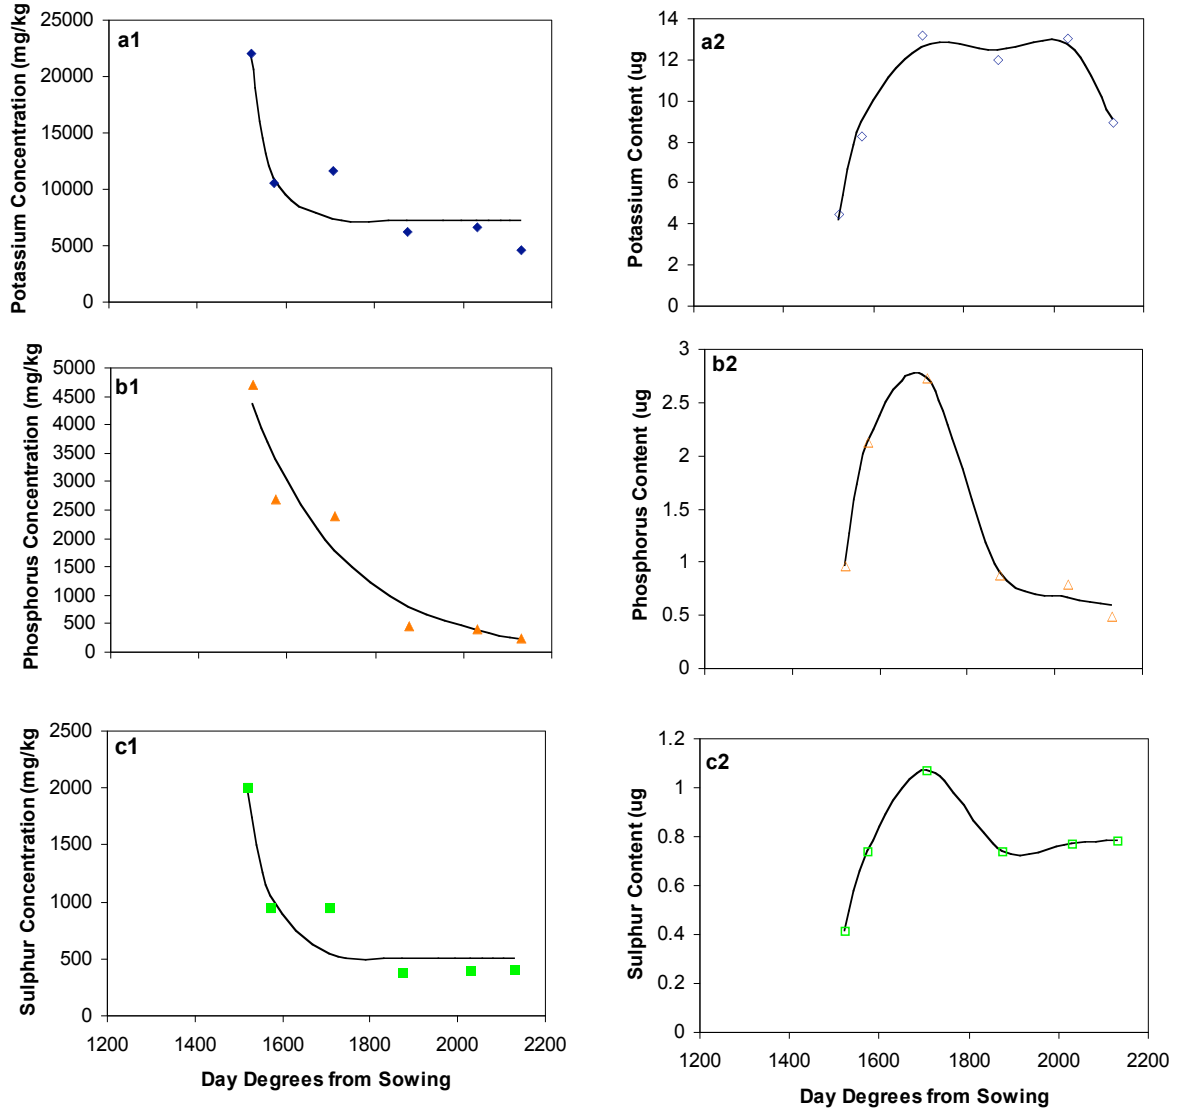 Potassium Concentration (mg/kg
25000
20000
15000
10000
5000
0
a1
Potassium Content (ug
14
12
10
8
6
4
2
0
a2
Phosphorus Concentration (mg/kg
5000
4500
4000
3500
3000
2500
2000
1500
1000
500
0
b1
Phosphorus Content (ug
3
2.5
2
1.5
1
0.5
0
b2
Sulphur Concentration (mg/kg
2500
2000
1500
1000
500
0
c1
1200 1400 1600 1800 2000 2200
Day Degrees from Sowing
Sulphur Content (ug
1.2
1
0.8
0.6
0.4
0.2
0
c2
1200 1400 1600 1800 2000 2200
Day Degrees from Sowing